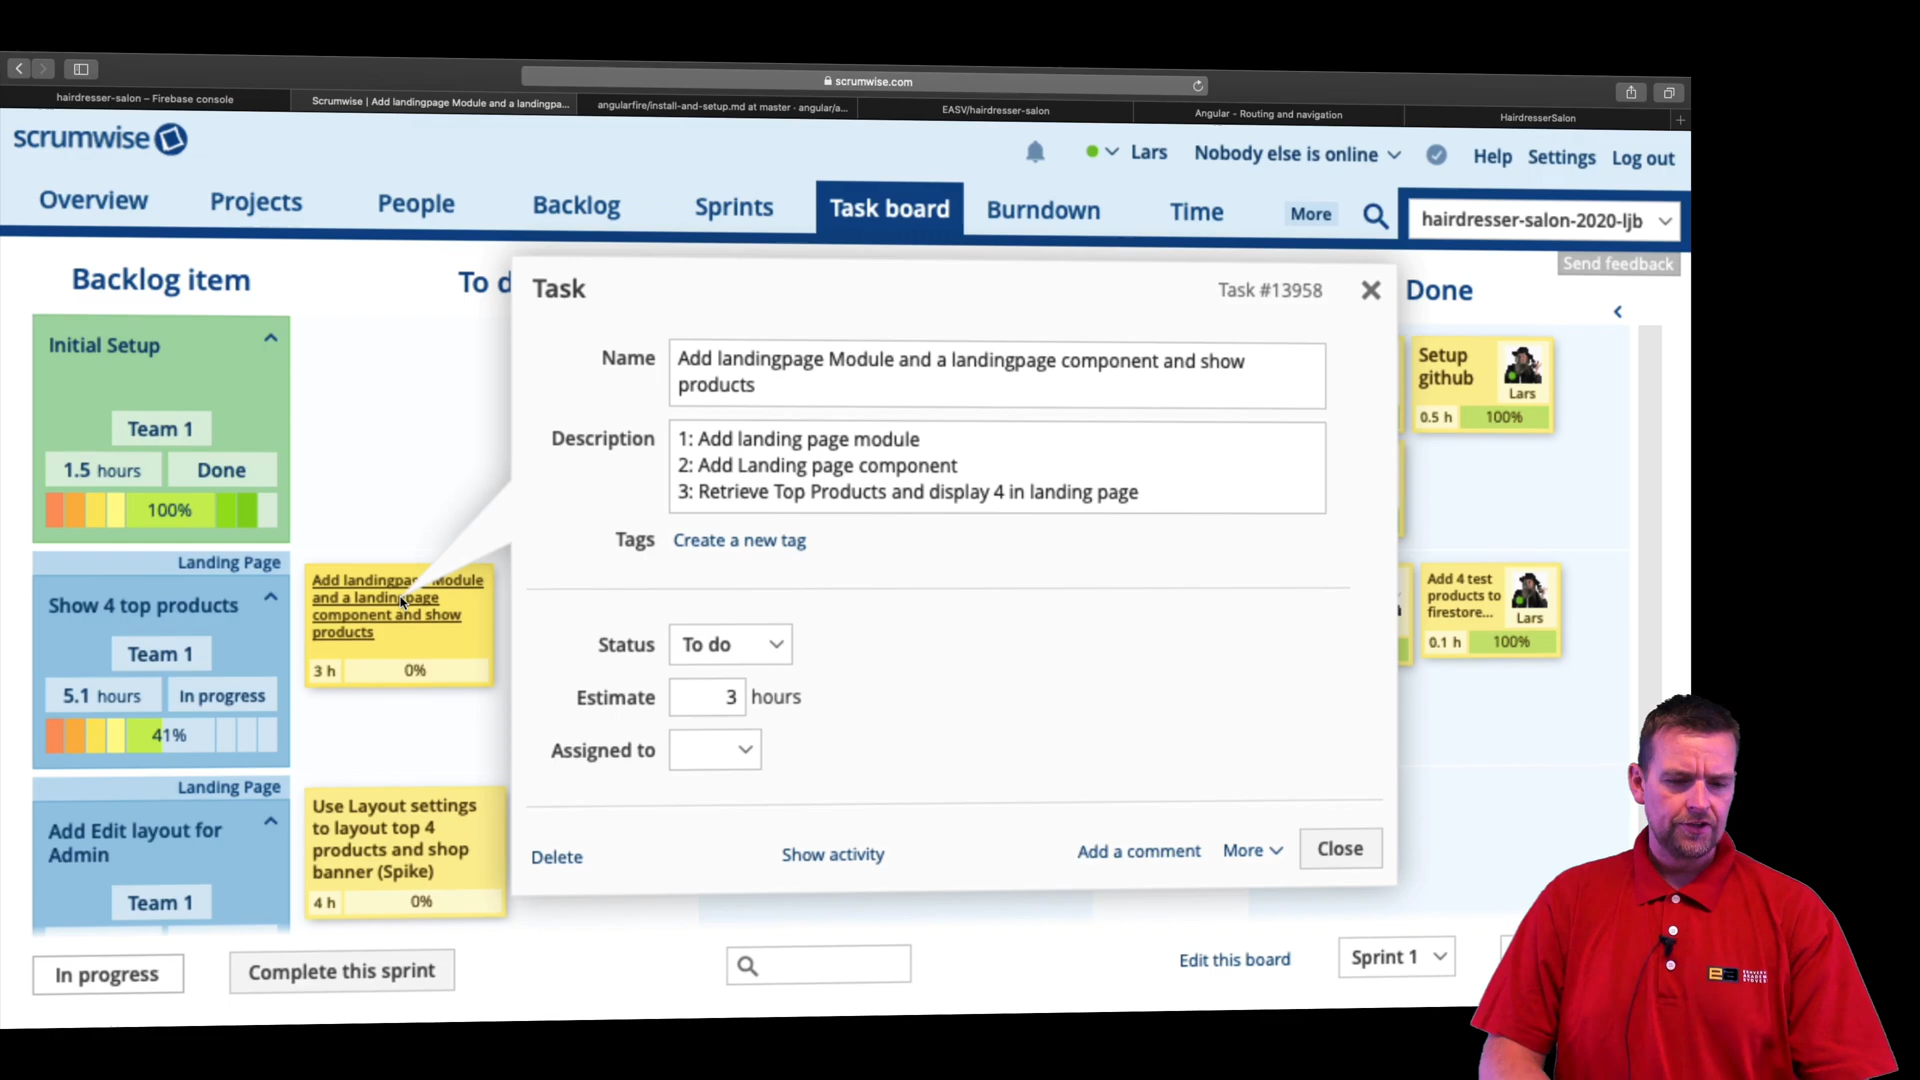 scrumwise.com
hairdresser-salon – Firebase console
Scrumwise | Add landingpage Module and a landingpa...
angularfire/install-and-setup.md at master · angular/a...
EASV/hairdresser-salon
Angular - Routing and navigation
HairdresserSalon
scrumwise
Lars
Nobody else is online
Help
Settings
Log out
Overview
Projects
People
Backlog
Sprints
Task board
Burndown
Time
More
hairdresser-salon-2020-ljb
Send feedback
Backlog item
To d
Done
Initial Setup
Team 1
1.5 hours
Done
100%
Landing Page
Show 4 top products
Team 1
5.1 hours
In progress
41%
Landing Page
Add Edit layout for
Admin
Team 1
and a landingpage
component and show
products
3 h
0%
Use Layout settings
to layout top 4
products and shop
banner (Spike)
4 h
0%
Task
Task #13958
Name
Add landingpage Module and a landingpage component and show
products
Description
1: Add landing page module
2: Add Landing page component
3: Retrieve Top Products and display 4 in landing page
Tags
Create a new tag
Status
To do
Estimate
3
hours
Assigned to
Delete
Show activity
Add a comment
More
Close
Setup
github
Lars
0.5 h
100%
Add 4 test
products to
firestore...
Lars
0.1 h
100%
In progress
Complete this sprint
Edit this board
Sprint 1